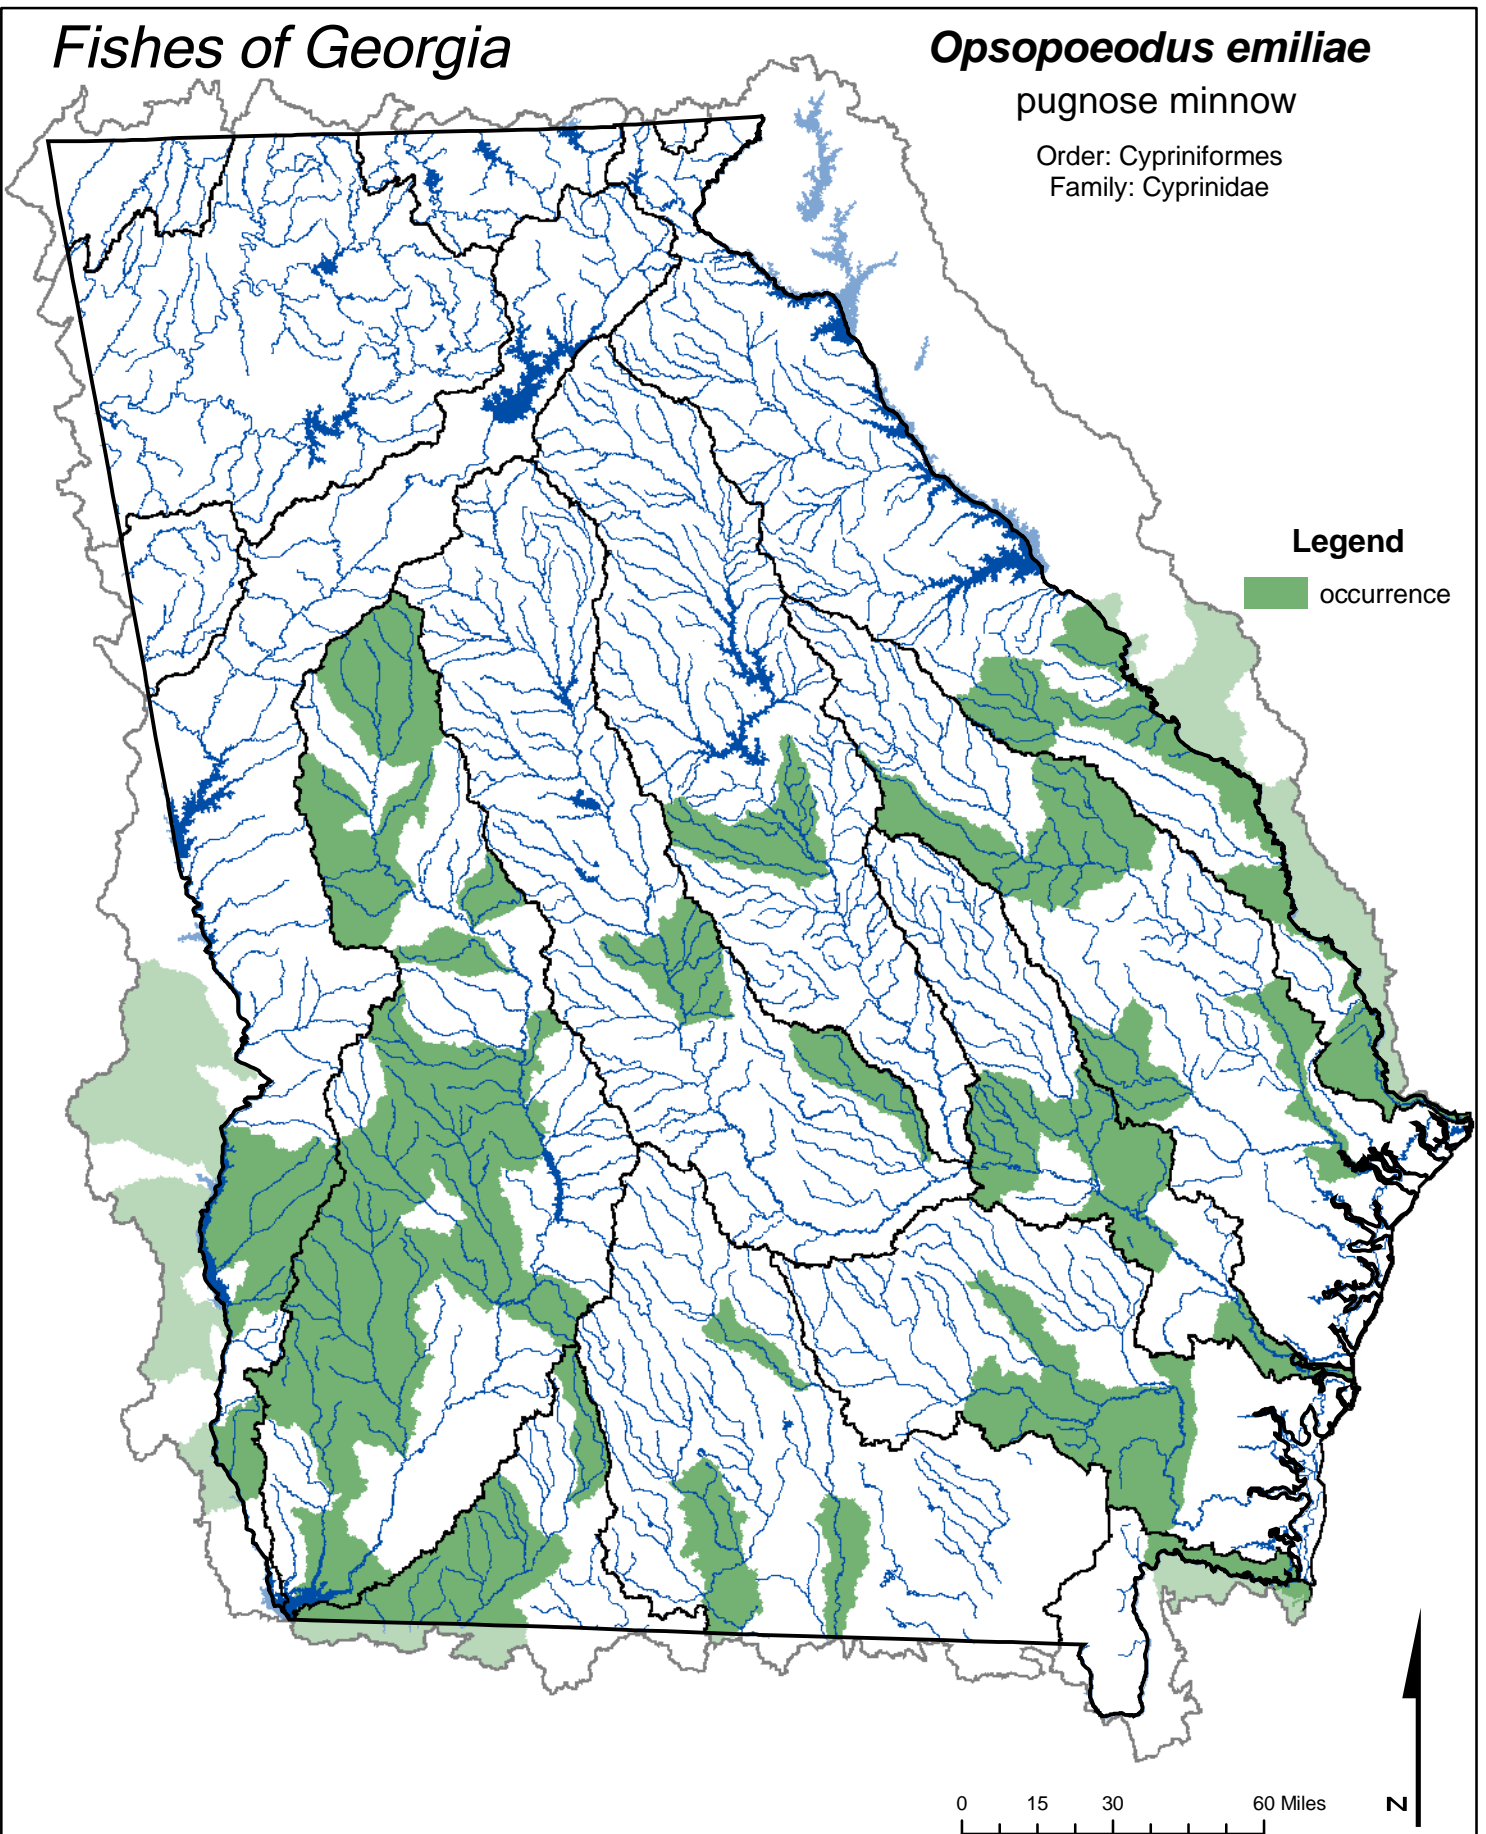 Fishes of Georgia
Opsopoeodus emiliae
pugnose minnow
Order: Cypriniformes
Family: Cyprinidae
Legend
occurrence
0 15 30 60 Miles
N